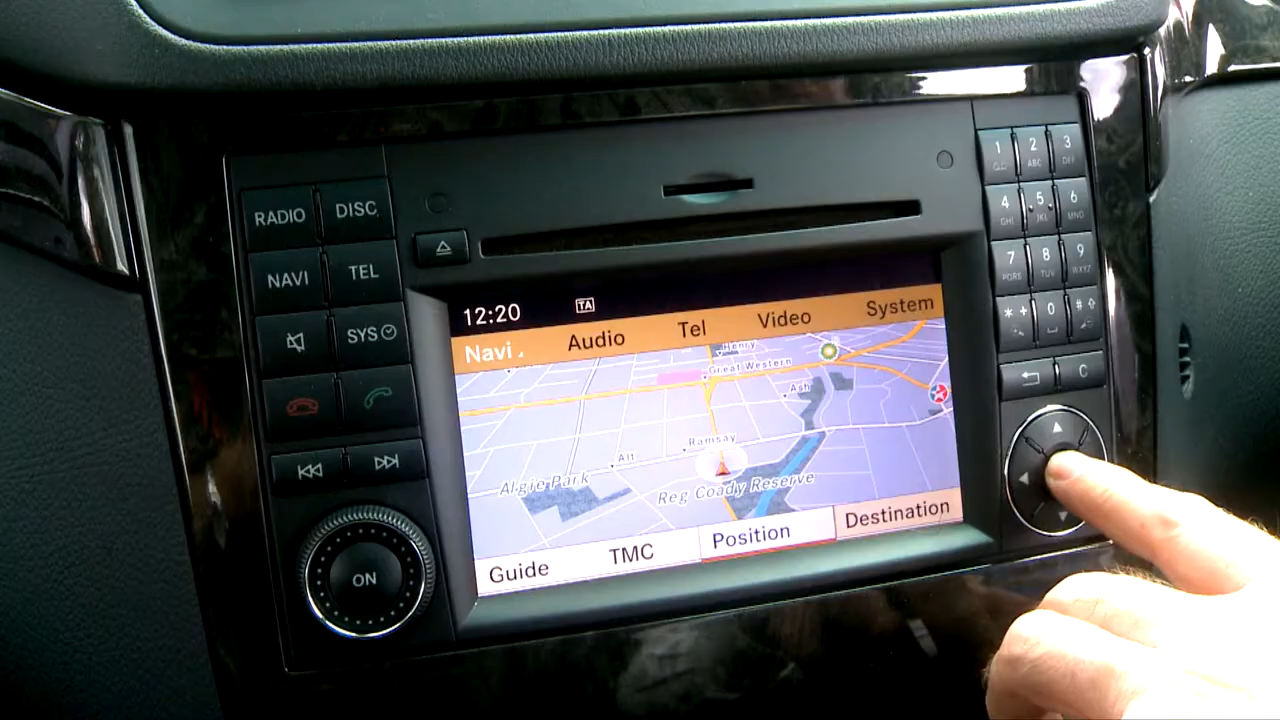 RADIO
DISC
NAVI
TEL
SYS
ON
12:20
TA
Navi
Audio
Tel
Video
System
Henry
Great Western
Ash
Ramsay
Alt
Algie Park
Reg Coady Reserve
Guide
TMC
Position
Destination
1
2 ABC
3 DEF
4 GHI
5 JKL
6 MNO
7 PQRS
8 TUV
9 WXYZ
*
0
#
C